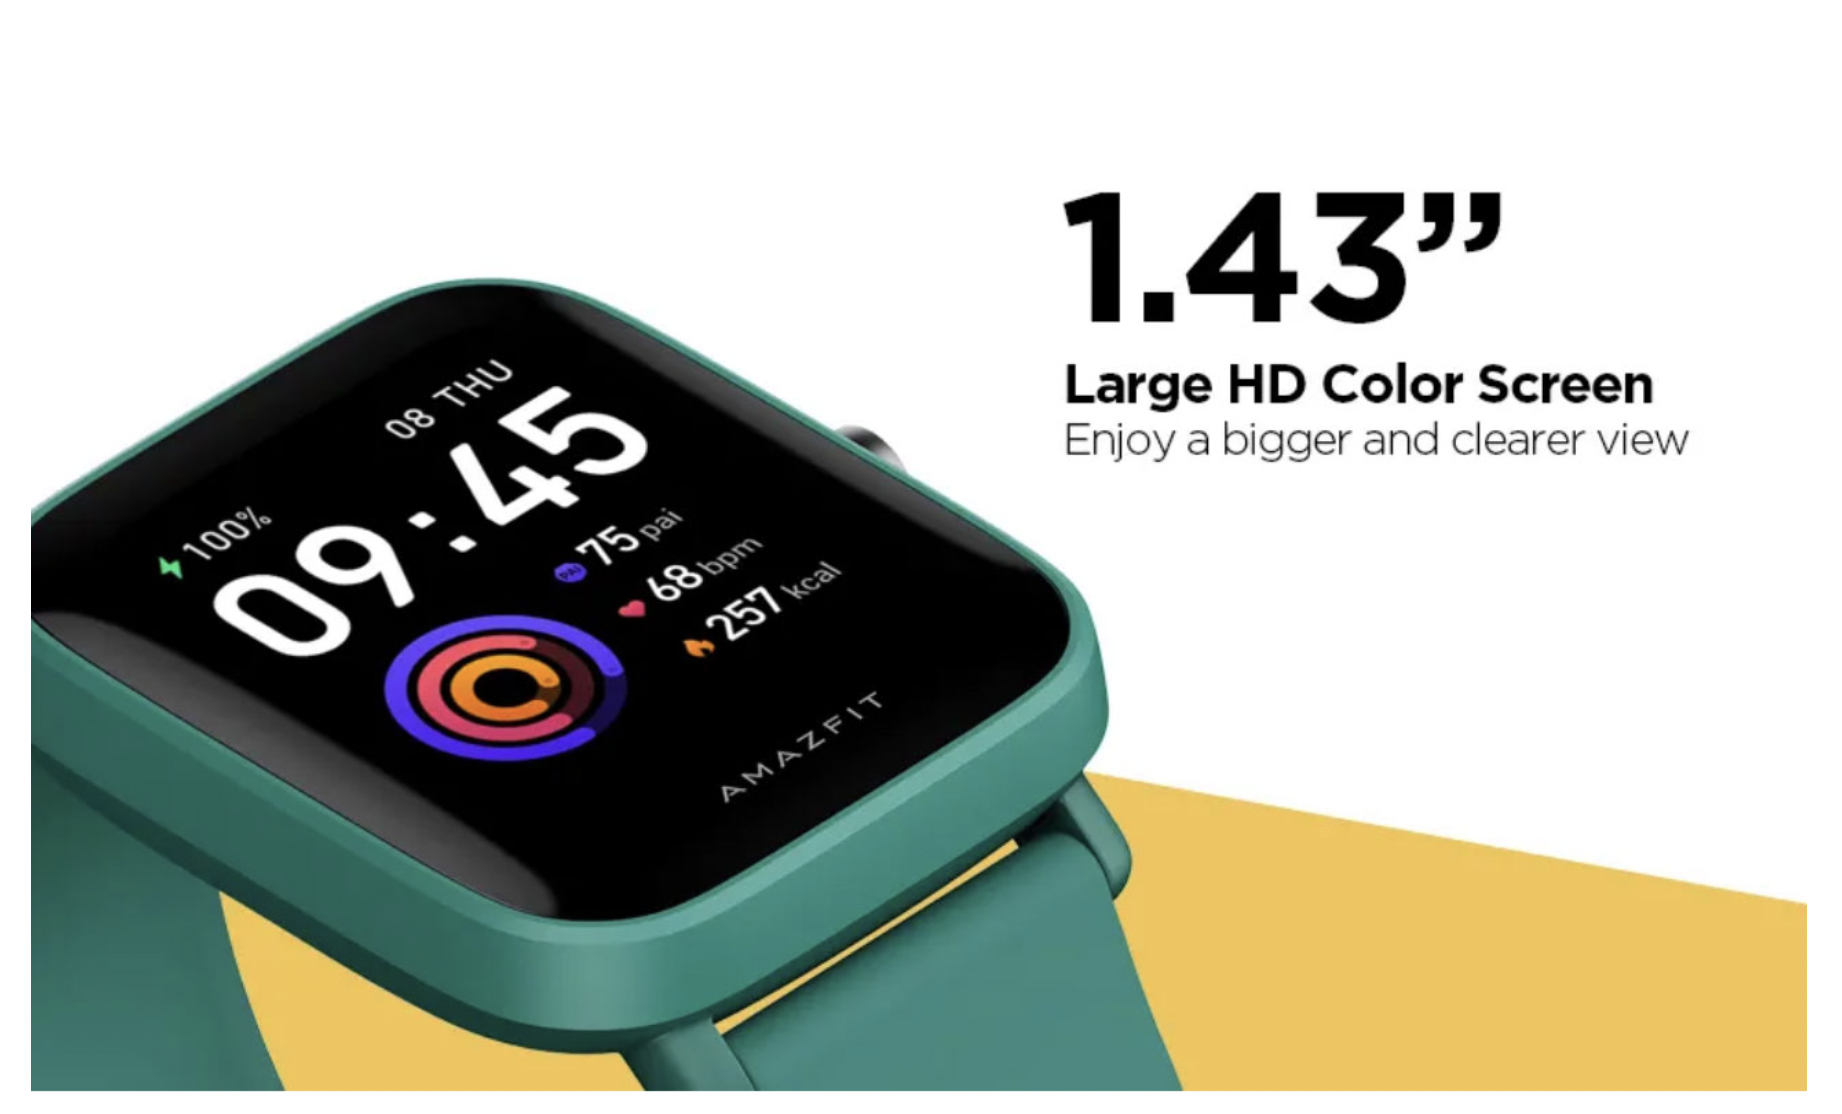 1.43”
Large HD Color Screen
Enjoy a bigger and clearer view
100%
08 THU
09:45
PAI 75 pai
68 bpm
257 kcal
AMAZFIT